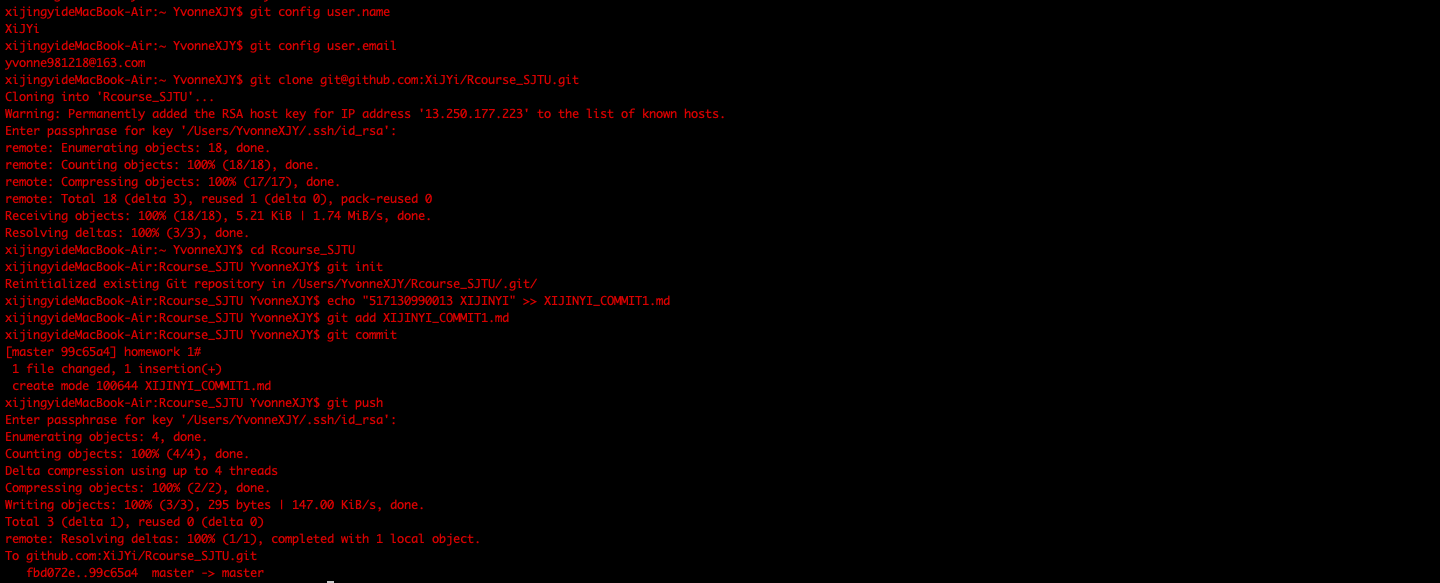 xijingyideMacBook-Air:~ YvonneXJY$ git config user.name
XiJYi
xijingyideMacBook-Air:~ YvonneXJY$ git config user.email
yvonne981218@163.com
xijingyideMacBook-Air:~ YvonneXJY$ git clone git@github.com:XiJYi/Rcourse_SJTU.git
Cloning into 'Rcourse_SJTU'...
Warning: Permanently added the RSA host key for IP address '13.250.177.223' to the list of known hosts.
Enter passphrase for key '/Users/YvonneXJY/.ssh/id_rsa':
remote: Enumerating objects: 18, done.
remote: Counting objects: 100% (18/18), done.
remote: Compressing objects: 100% (17/17), done.
remote: Total 18 (delta 3), reused 1 (delta 0), pack-reused 0
Receiving objects: 100% (18/18), 5.21 KiB | 1.74 MiB/s, done.
Resolving deltas: 100% (3/3), done.
xijingyideMacBook-Air:~ YvonneXJY$ cd Rcourse_SJTU
xijingyideMacBook-Air:Rcourse_SJTU YvonneXJY$ git init
Reinitialized existing Git repository in /Users/YvonneXJY/Rcourse_SJTU/.git/
xijingyideMacBook-Air:Rcourse_SJTU YvonneXJY$ echo "517130990013 XIJINYI" >> XIJINYI_COMMIT1.md
xijingyideMacBook-Air:Rcourse_SJTU YvonneXJY$ git add XIJINYI_COMMIT1.md
xijingyideMacBook-Air:Rcourse_SJTU YvonneXJY$ git commit
[master 99c65a4] homework 1#
 1 file changed, 1 insertion(+)
 create mode 100644 XIJINYI_COMMIT1.md
xijingyideMacBook-Air:Rcourse_SJTU YvonneXJY$ git push
Enter passphrase for key '/Users/YvonneXJY/.ssh/id_rsa':
Enumerating objects: 4, done.
Counting objects: 100% (4/4), done.
Delta compression using up to 4 threads
Compressing objects: 100% (2/2), done.
Writing objects: 100% (3/3), 295 bytes | 147.00 KiB/s, done.
Total 3 (delta 1), reused 0 (delta 0)
remote: Resolving deltas: 100% (1/1), completed with 1 local object.
To github.com:XiJYi/Rcourse_SJTU.git
   fbd072e..99c65a4  master -> master